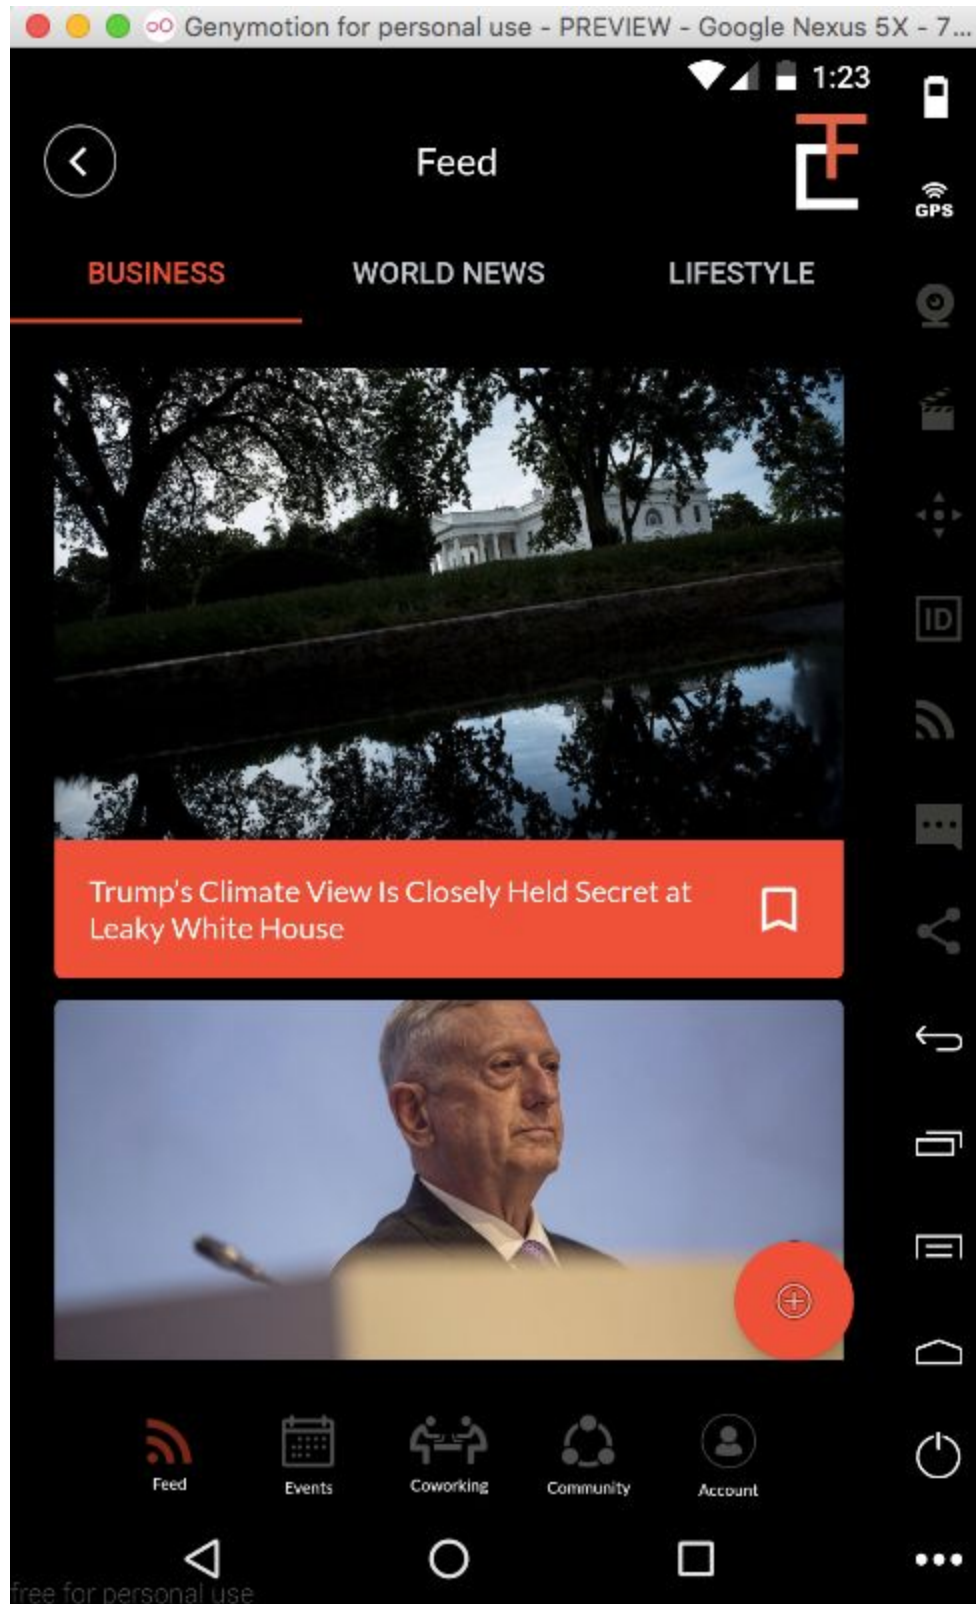 Genymotion for personal use - PREVIEW - Google Nexus 5X - 7...
1:23
Feed
GPS
BUSINESS WORLD NEWS LIFESTYLE
ID
Trump's Climate View Is Closely Held Secret at
Leaky White House
Feed Events Coworking Community Account
free for personal use